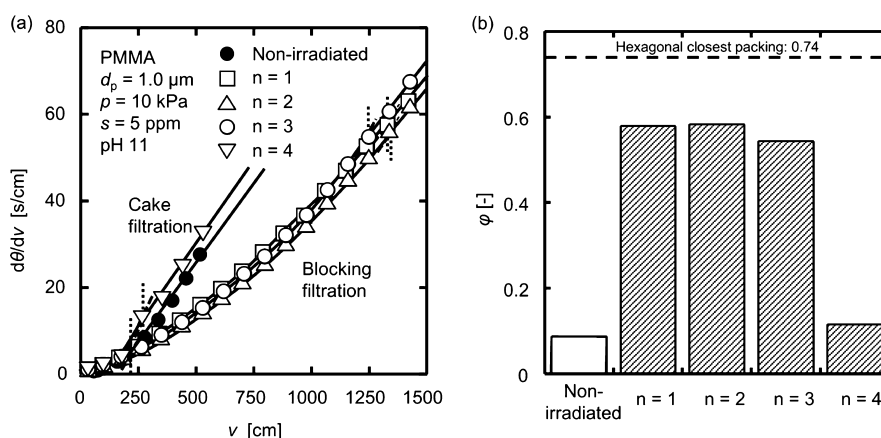 (a)
80
60
40
20
0
dθ/dv [s/cm]
PMMA
dp = 1.0 μm
p = 10 kPa
s = 5 ppm
pH 11
Non-irradiated
n = 1
n = 2
n = 3
n = 4
Cake
filtration
Blocking
filtration
0 250 500 750 1000 1250 1500
v [cm]
(b)
0.8
0.6
0.4
0.2
0
φ [-]
Hexagonal closest packing: 0.74
Non-
irradiated
n = 1 n = 2 n = 3 n = 4